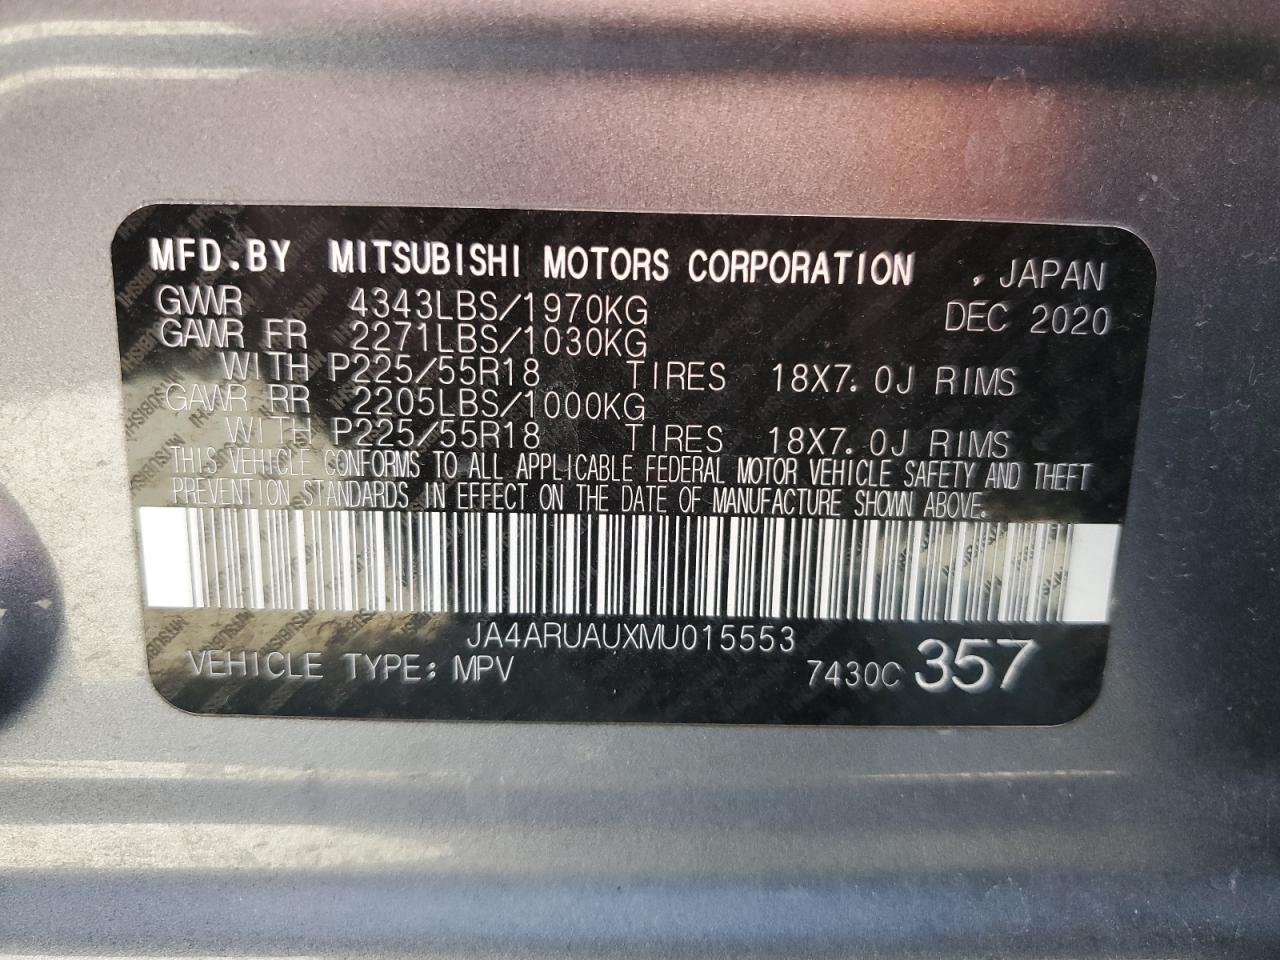 MFD.BY MITSUBISHI MOTORS CORPORATION , JAPAN
GVWR 4343LBS/1970KG DEC 2020
GAWR FR 2271LBS/1030KG
WITH P225/55R18 TIRES 18X7.0J RIMS
GAWR RR 2205LBS/1000KG
WITH P225/55R18 TIRES 18X7.0J RIMS
THIS VEHICLE CONFORMS TO ALL APPLICABLE FEDERAL MOTOR VEHICLE SAFETY AND THEFT
PREVENTION STANDARDS IN EFFECT ON THE DATE OF MANUFACTURE SHOWN ABOVE.
JA4ARUAUXMU015553
VEHICLE TYPE: MPV 7430C 357